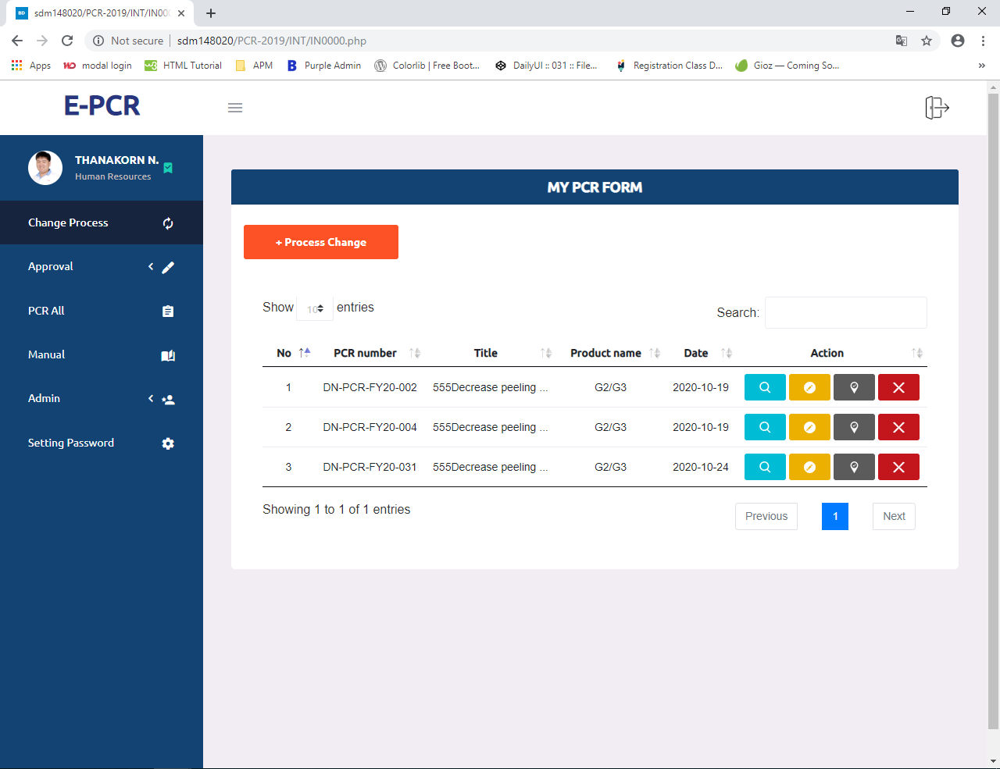 BD sdm148020/PCR-2019/INT/IN000
Not secure sdm148020/PCR-2019/INT/IN0000.php
Apps modal login HTML Tutorial APM Purple Admin Colorlib | Free Boot... DailyUI :: 031 :: File... Registration Class D... Gioz — Coming So... »
E-PCR
THANAKORN N.
Human Resources
Change Process
Approval
PCR All
Manual
Admin
Setting Password
MY PCR FORM
+ Process Change
Show 10 entries
Search:
No PCR number Title Product name Date Action
1 DN-PCR-FY20-002 555Decrease peeling ... G2/G3 2020-10-19
2 DN-PCR-FY20-004 555Decrease peeling ... G2/G3 2020-10-19
3 DN-PCR-FY20-031 555Decrease peeling ... G2/G3 2020-10-24
Showing 1 to 1 of 1 entries
Previous 1 Next